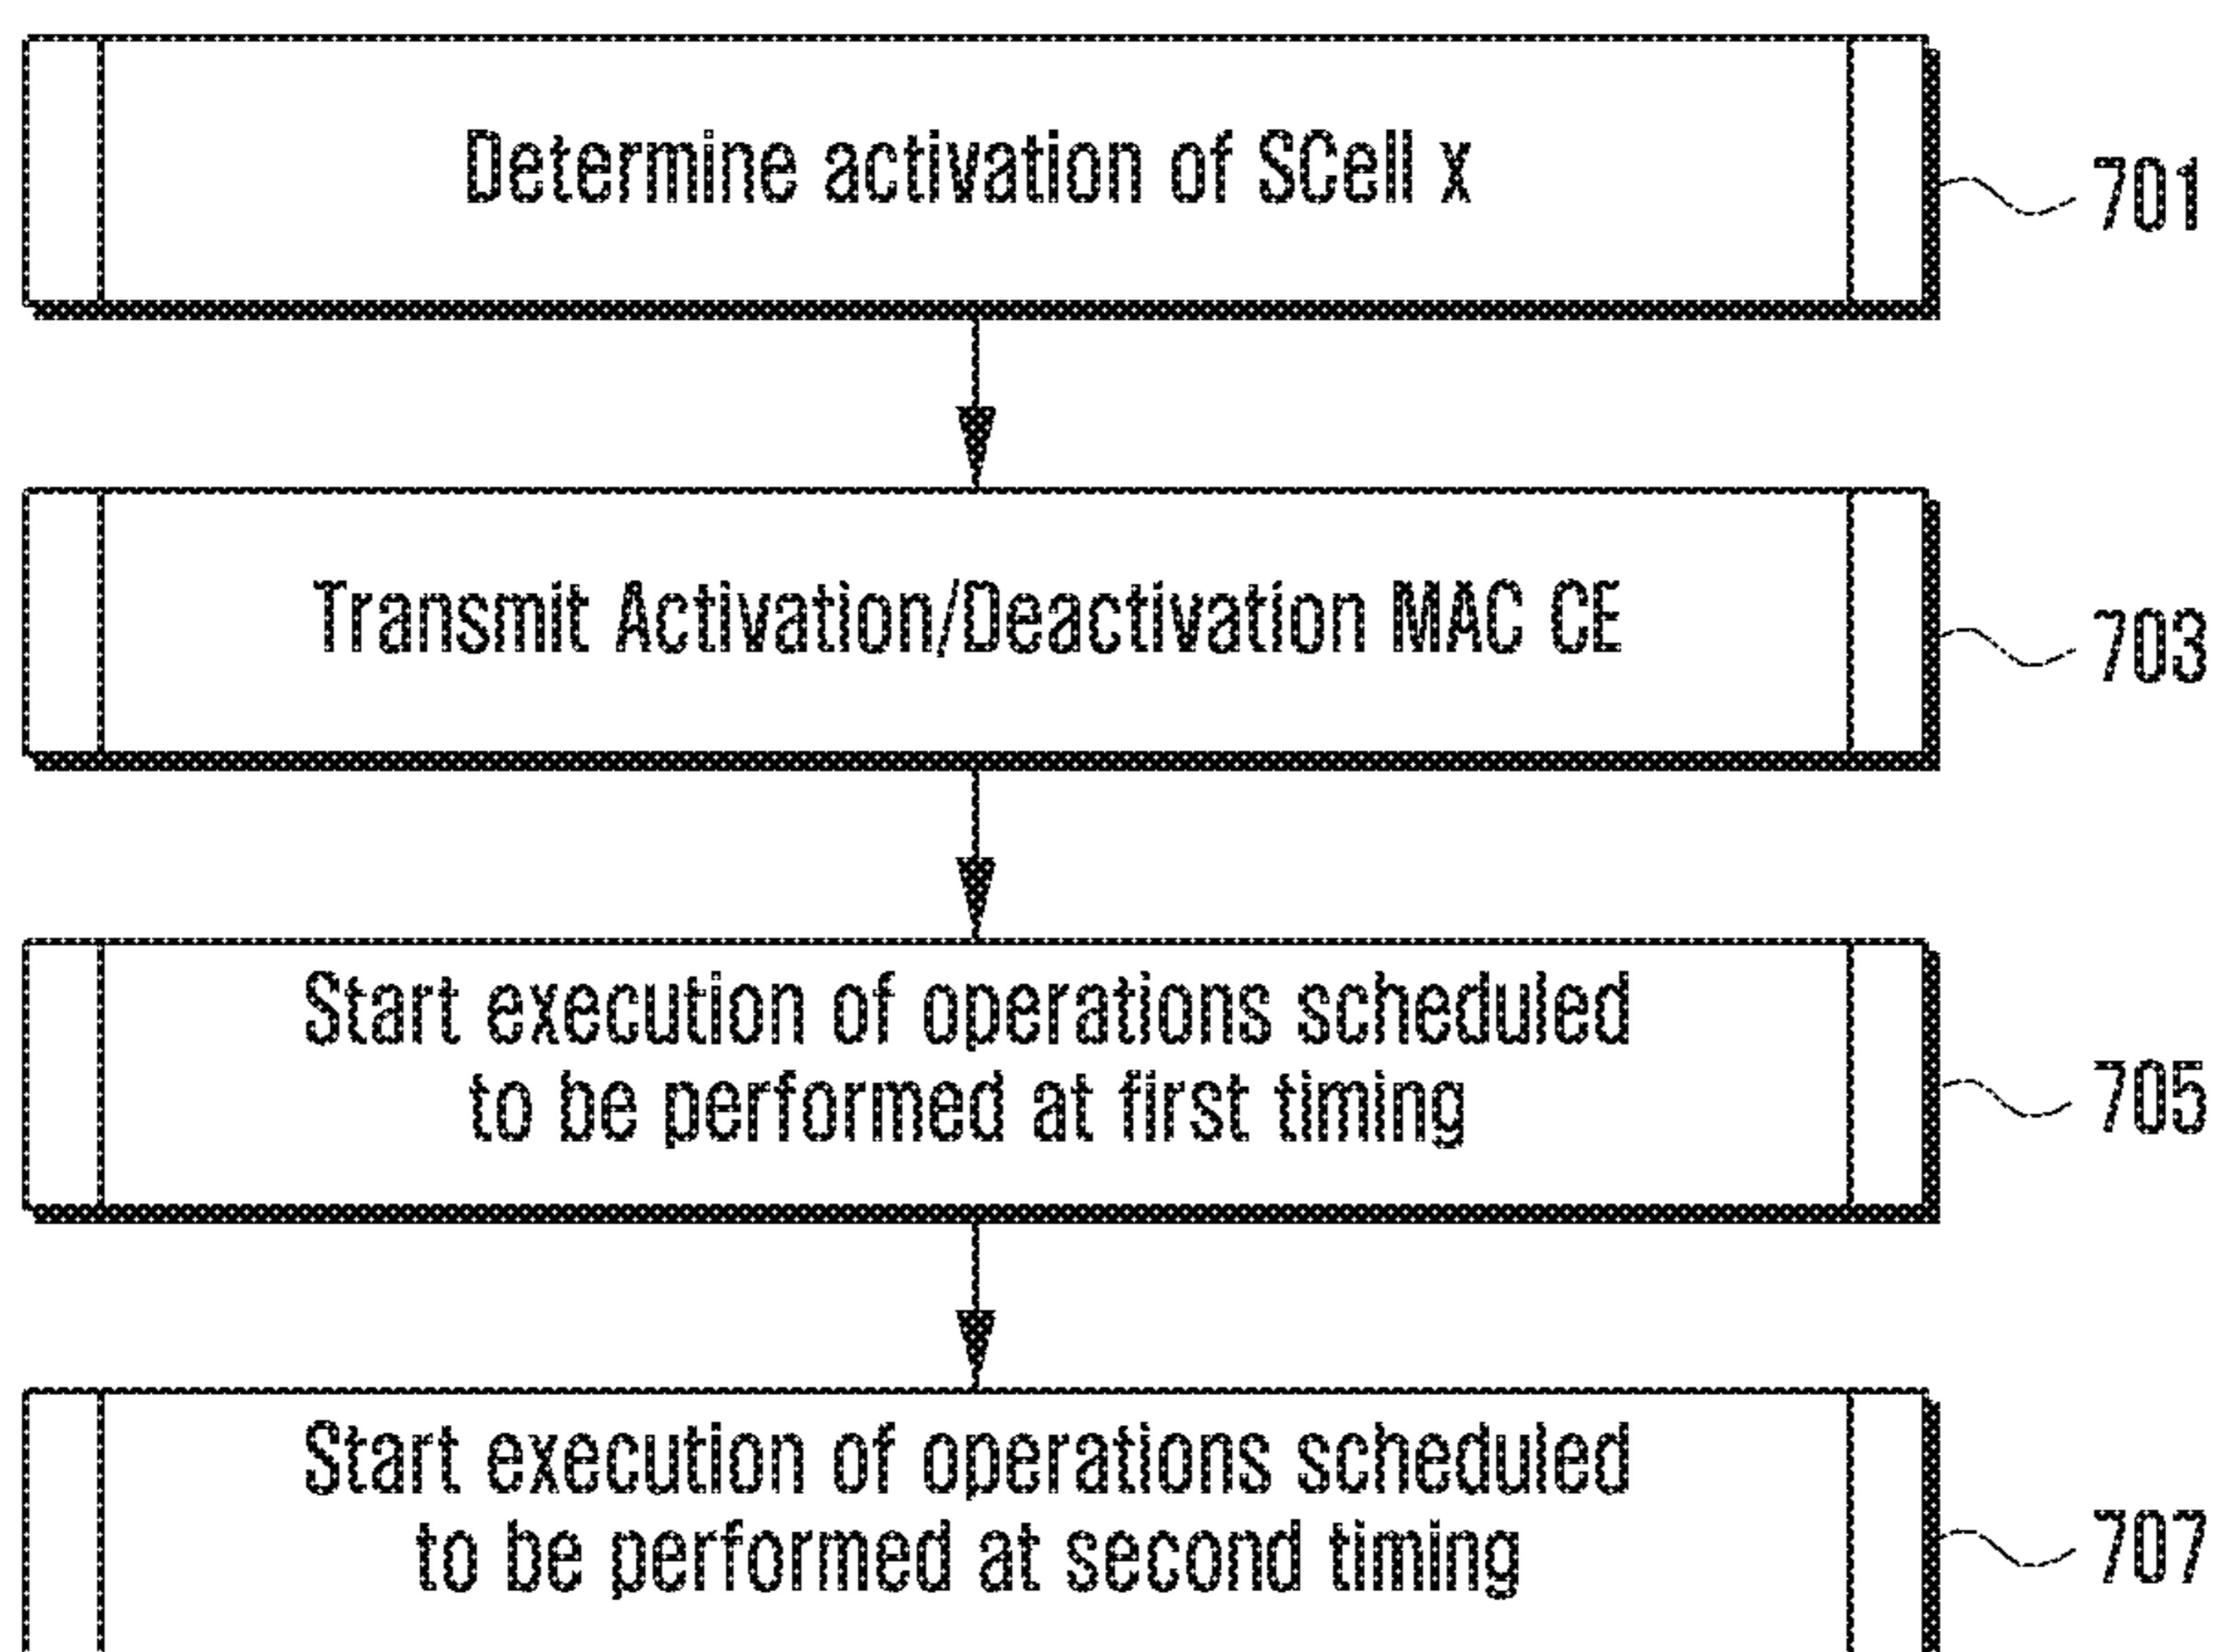 Determine activation of SCell x
701
Transmit Activation/Deactivation MAC CE
703
Start execution of operations scheduled
to be performed at first timing
705
Start execution of operations scheduled
to be performed at second timing
707